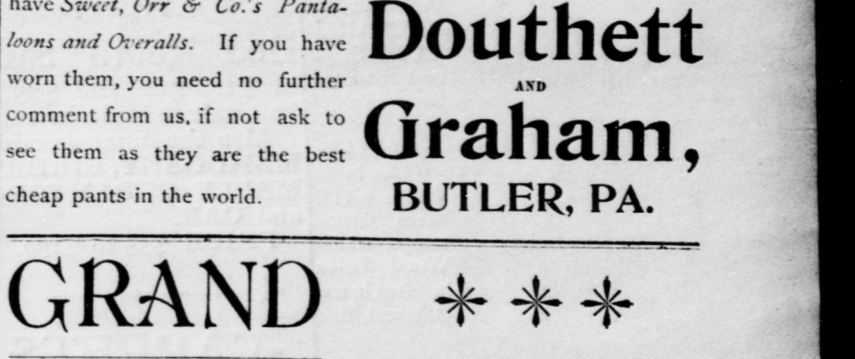 have Sweet, Orr & Co.'s Panta-
loons and Overalls. If you have
worn them, you need no further
comment from us, if not ask to
see them as they are the best
cheap pants in the world.
Douthett
AND
Graham,
BUTLER, PA.
GRAND